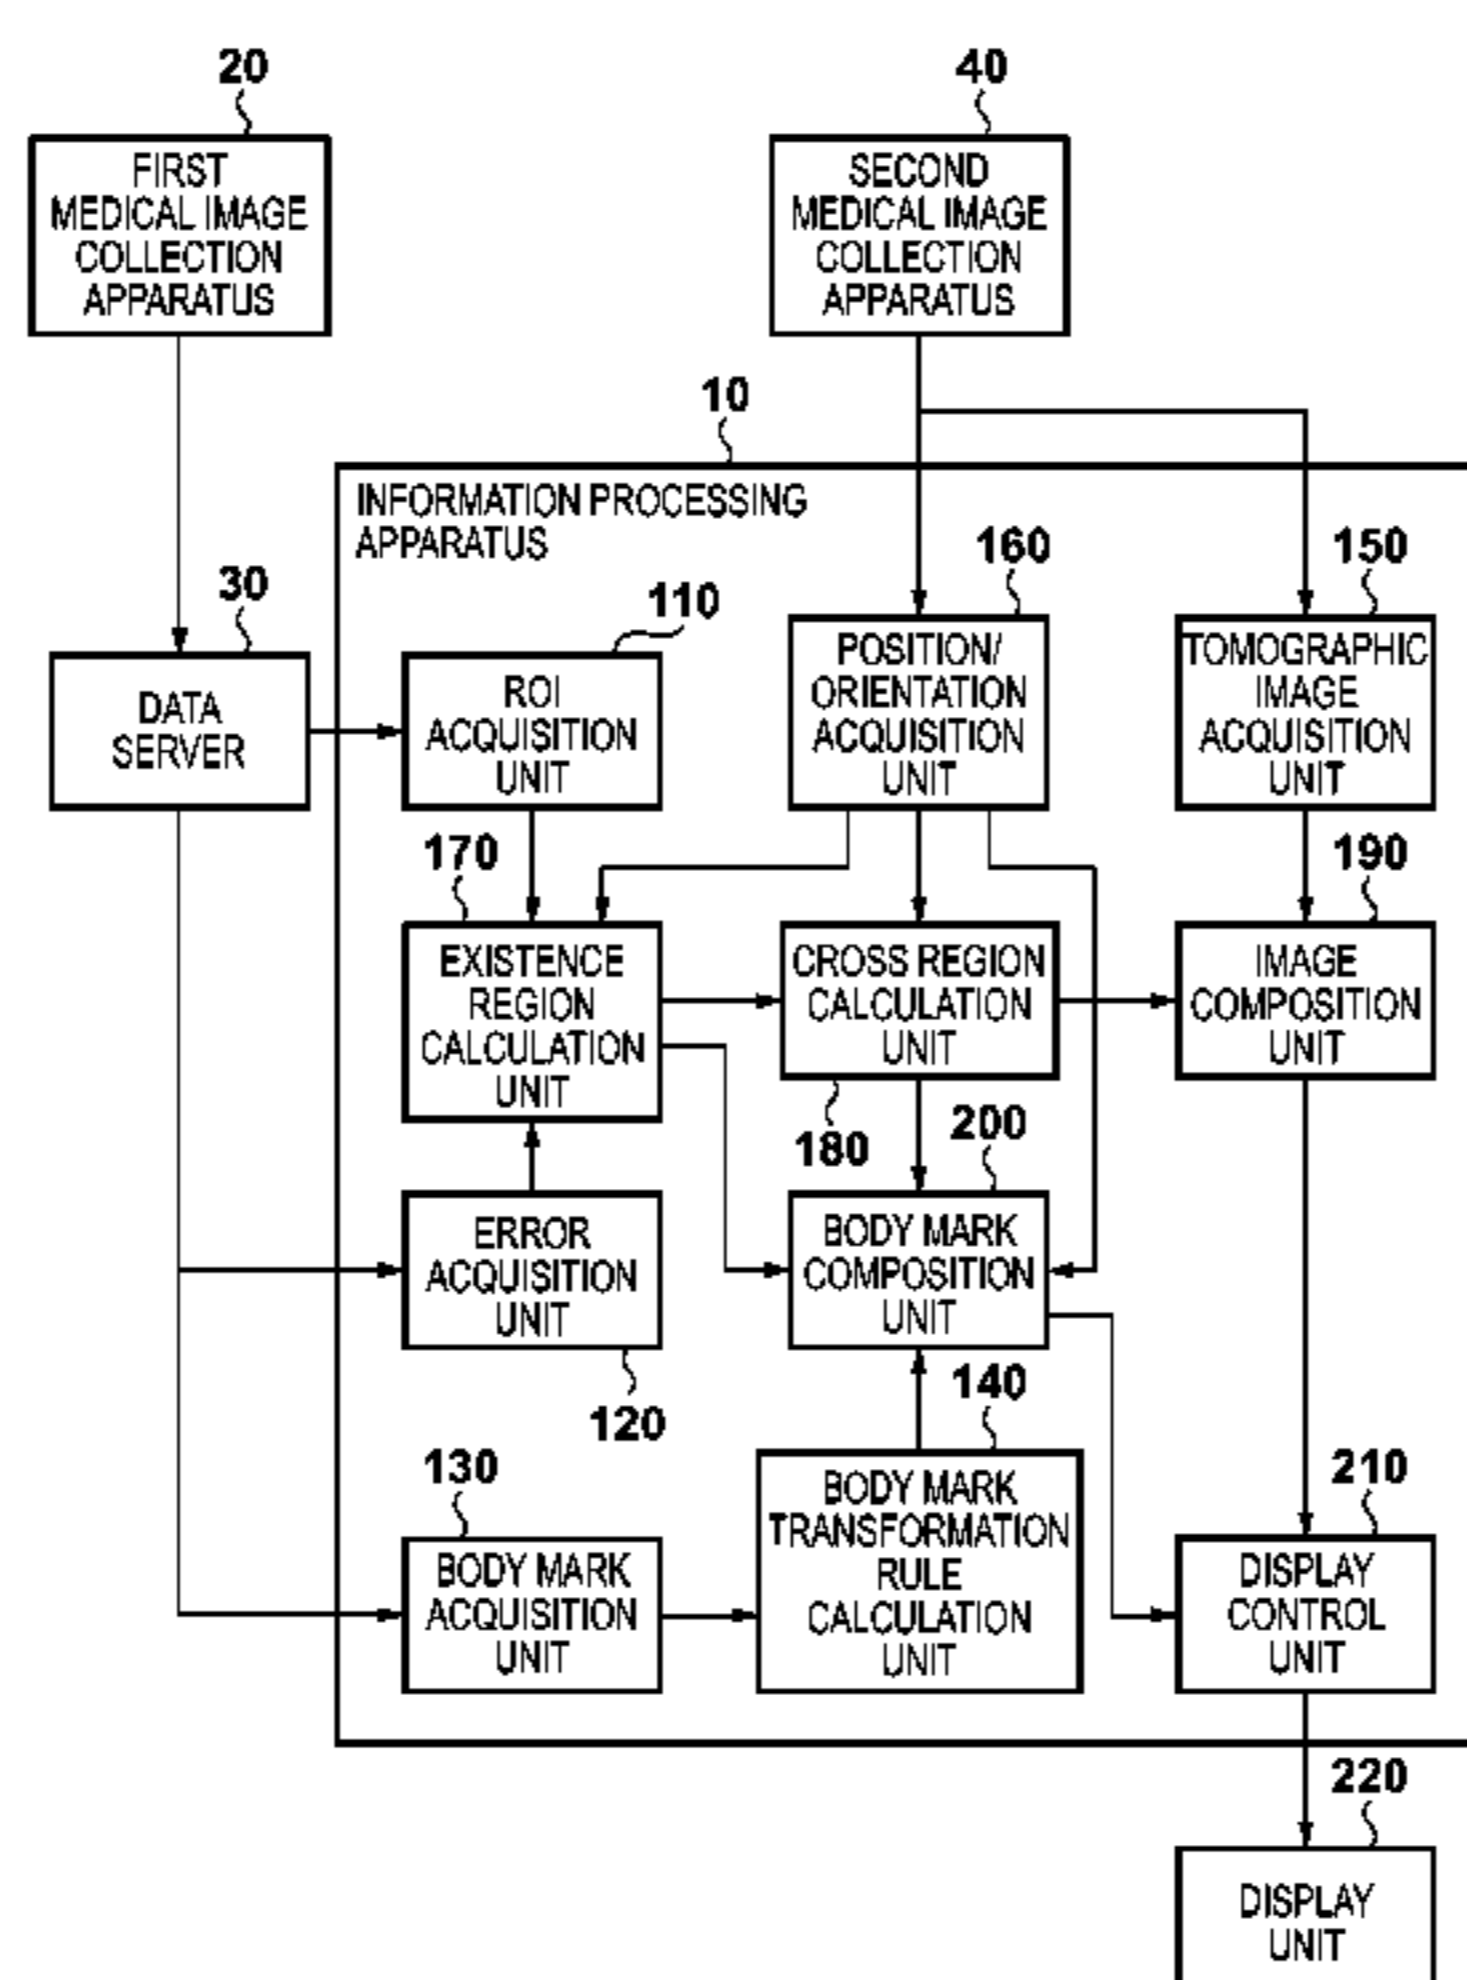 20
40
FIRST
MEDICAL IMAGE
COLLECTION
APPARATUS
SECOND
MEDICAL IMAGE
COLLECTION
APPARATUS
10
INFORMATION PROCESSING
APPARATUS
30
110
160
150
DATA
SERVER
ROI
ACQUISITION
UNIT
POSITION/
ORIENTATION
ACQUISITION
UNIT
TOMOGRAPHIC
IMAGE
ACQUISITION
UNIT
170
190
EXISTENCE
REGION
CALCULATION
UNIT
CROSS REGION
CALCULATION
UNIT
IMAGE
COMPOSITION
UNIT
180
200
ERROR
ACQUISITION
UNIT
BODY MARK
COMPOSITION
UNIT
120
140
130
210
BODY MARK
ACQUISITION
UNIT
BODY MARK
TRANSFORMATION
RULE
CALCULATION
UNIT
DISPLAY
CONTROL
UNIT
220
DISPLAY
UNIT